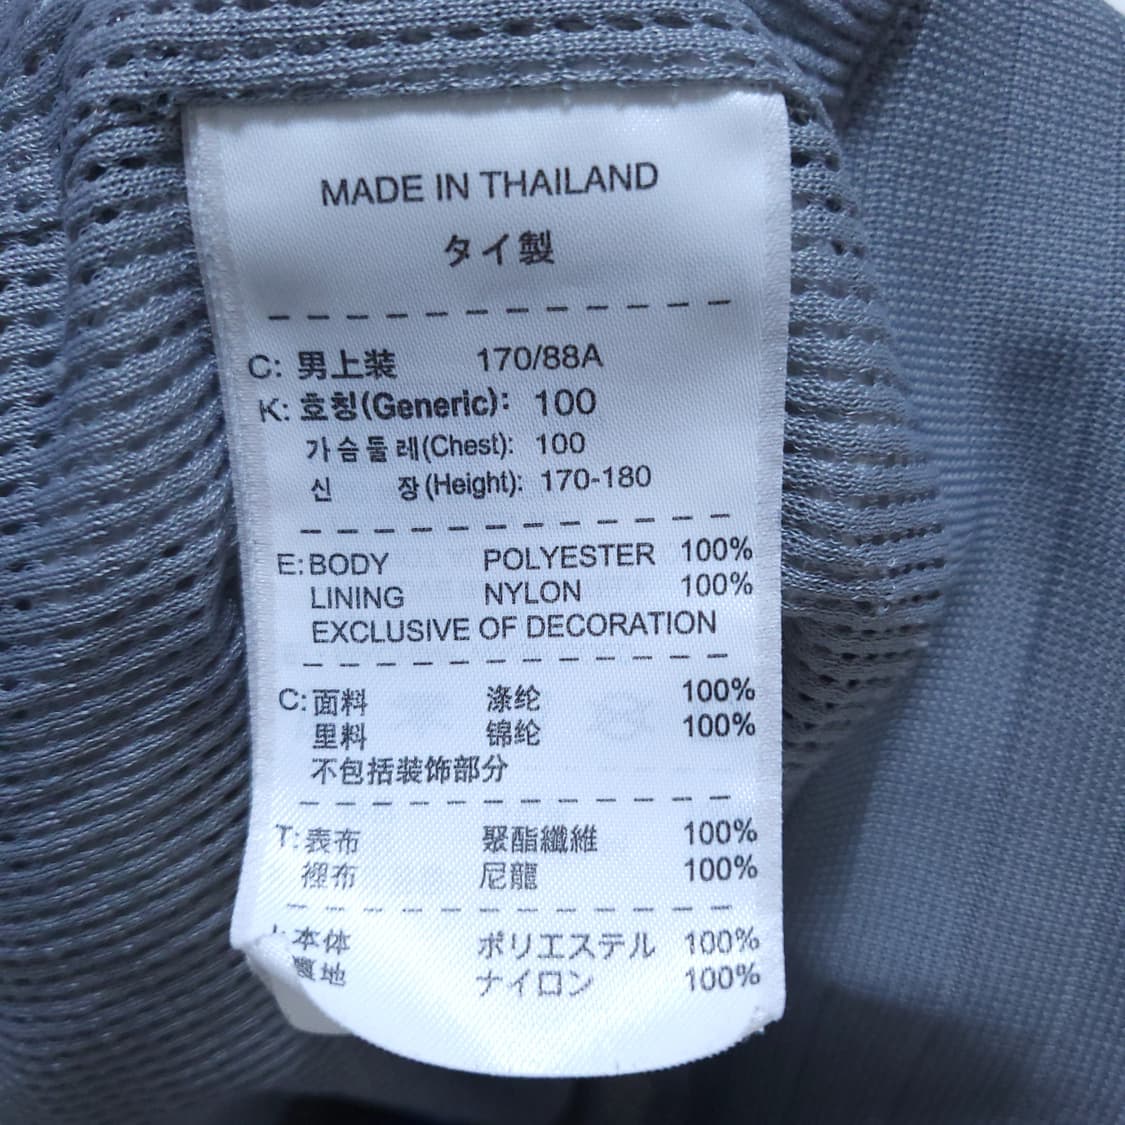 MADE IN THAILAND
タイ製
C: 男上装 170/88A
K: 호칭(Generic): 100
가슴둘레(Chest): 100
신 장(Height): 170-180
E: BODY POLYESTER 100%
LINING NYLON 100%
EXCLUSIVE OF DECORATION
C: 面料 涤纶 100%
里料 锦纶 100%
不包括装饰部分
T: 表布 聚酯纖維 100%
裡布 尼龍 100%
本体 ポリエステル 100%
裏地 ナイロン 100%